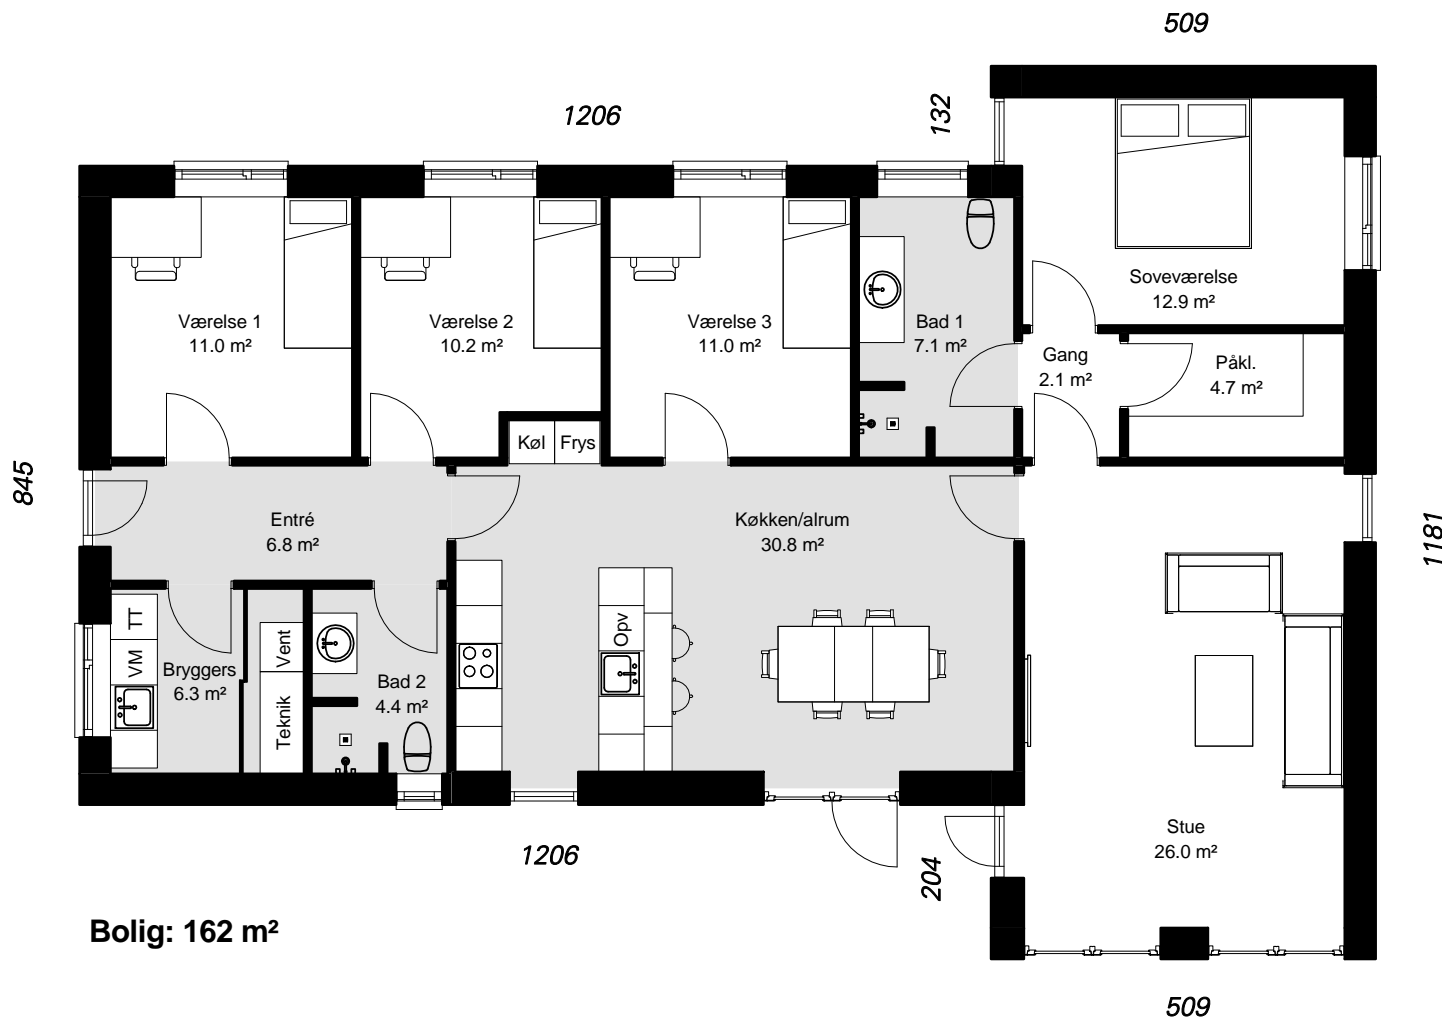 509
1206
132
Soveværelse
12.9 m²
Værelse 1
11.0 m²
Værelse 2
10.2 m²
Værelse 3
11.0 m²
Bad 1
7.1 m²
Gang
2.1 m²
Påkl.
4.7 m²
Køl
Frys
845
Entré
6.8 m²
Køkken/alrum
30.8 m²
1181
TT
VM
Bryggers
6.3 m²
Vent
Teknik
Bad 2
4.4 m²
Opv
Stue
26.0 m²
1206
204
Bolig: 162 m²
509